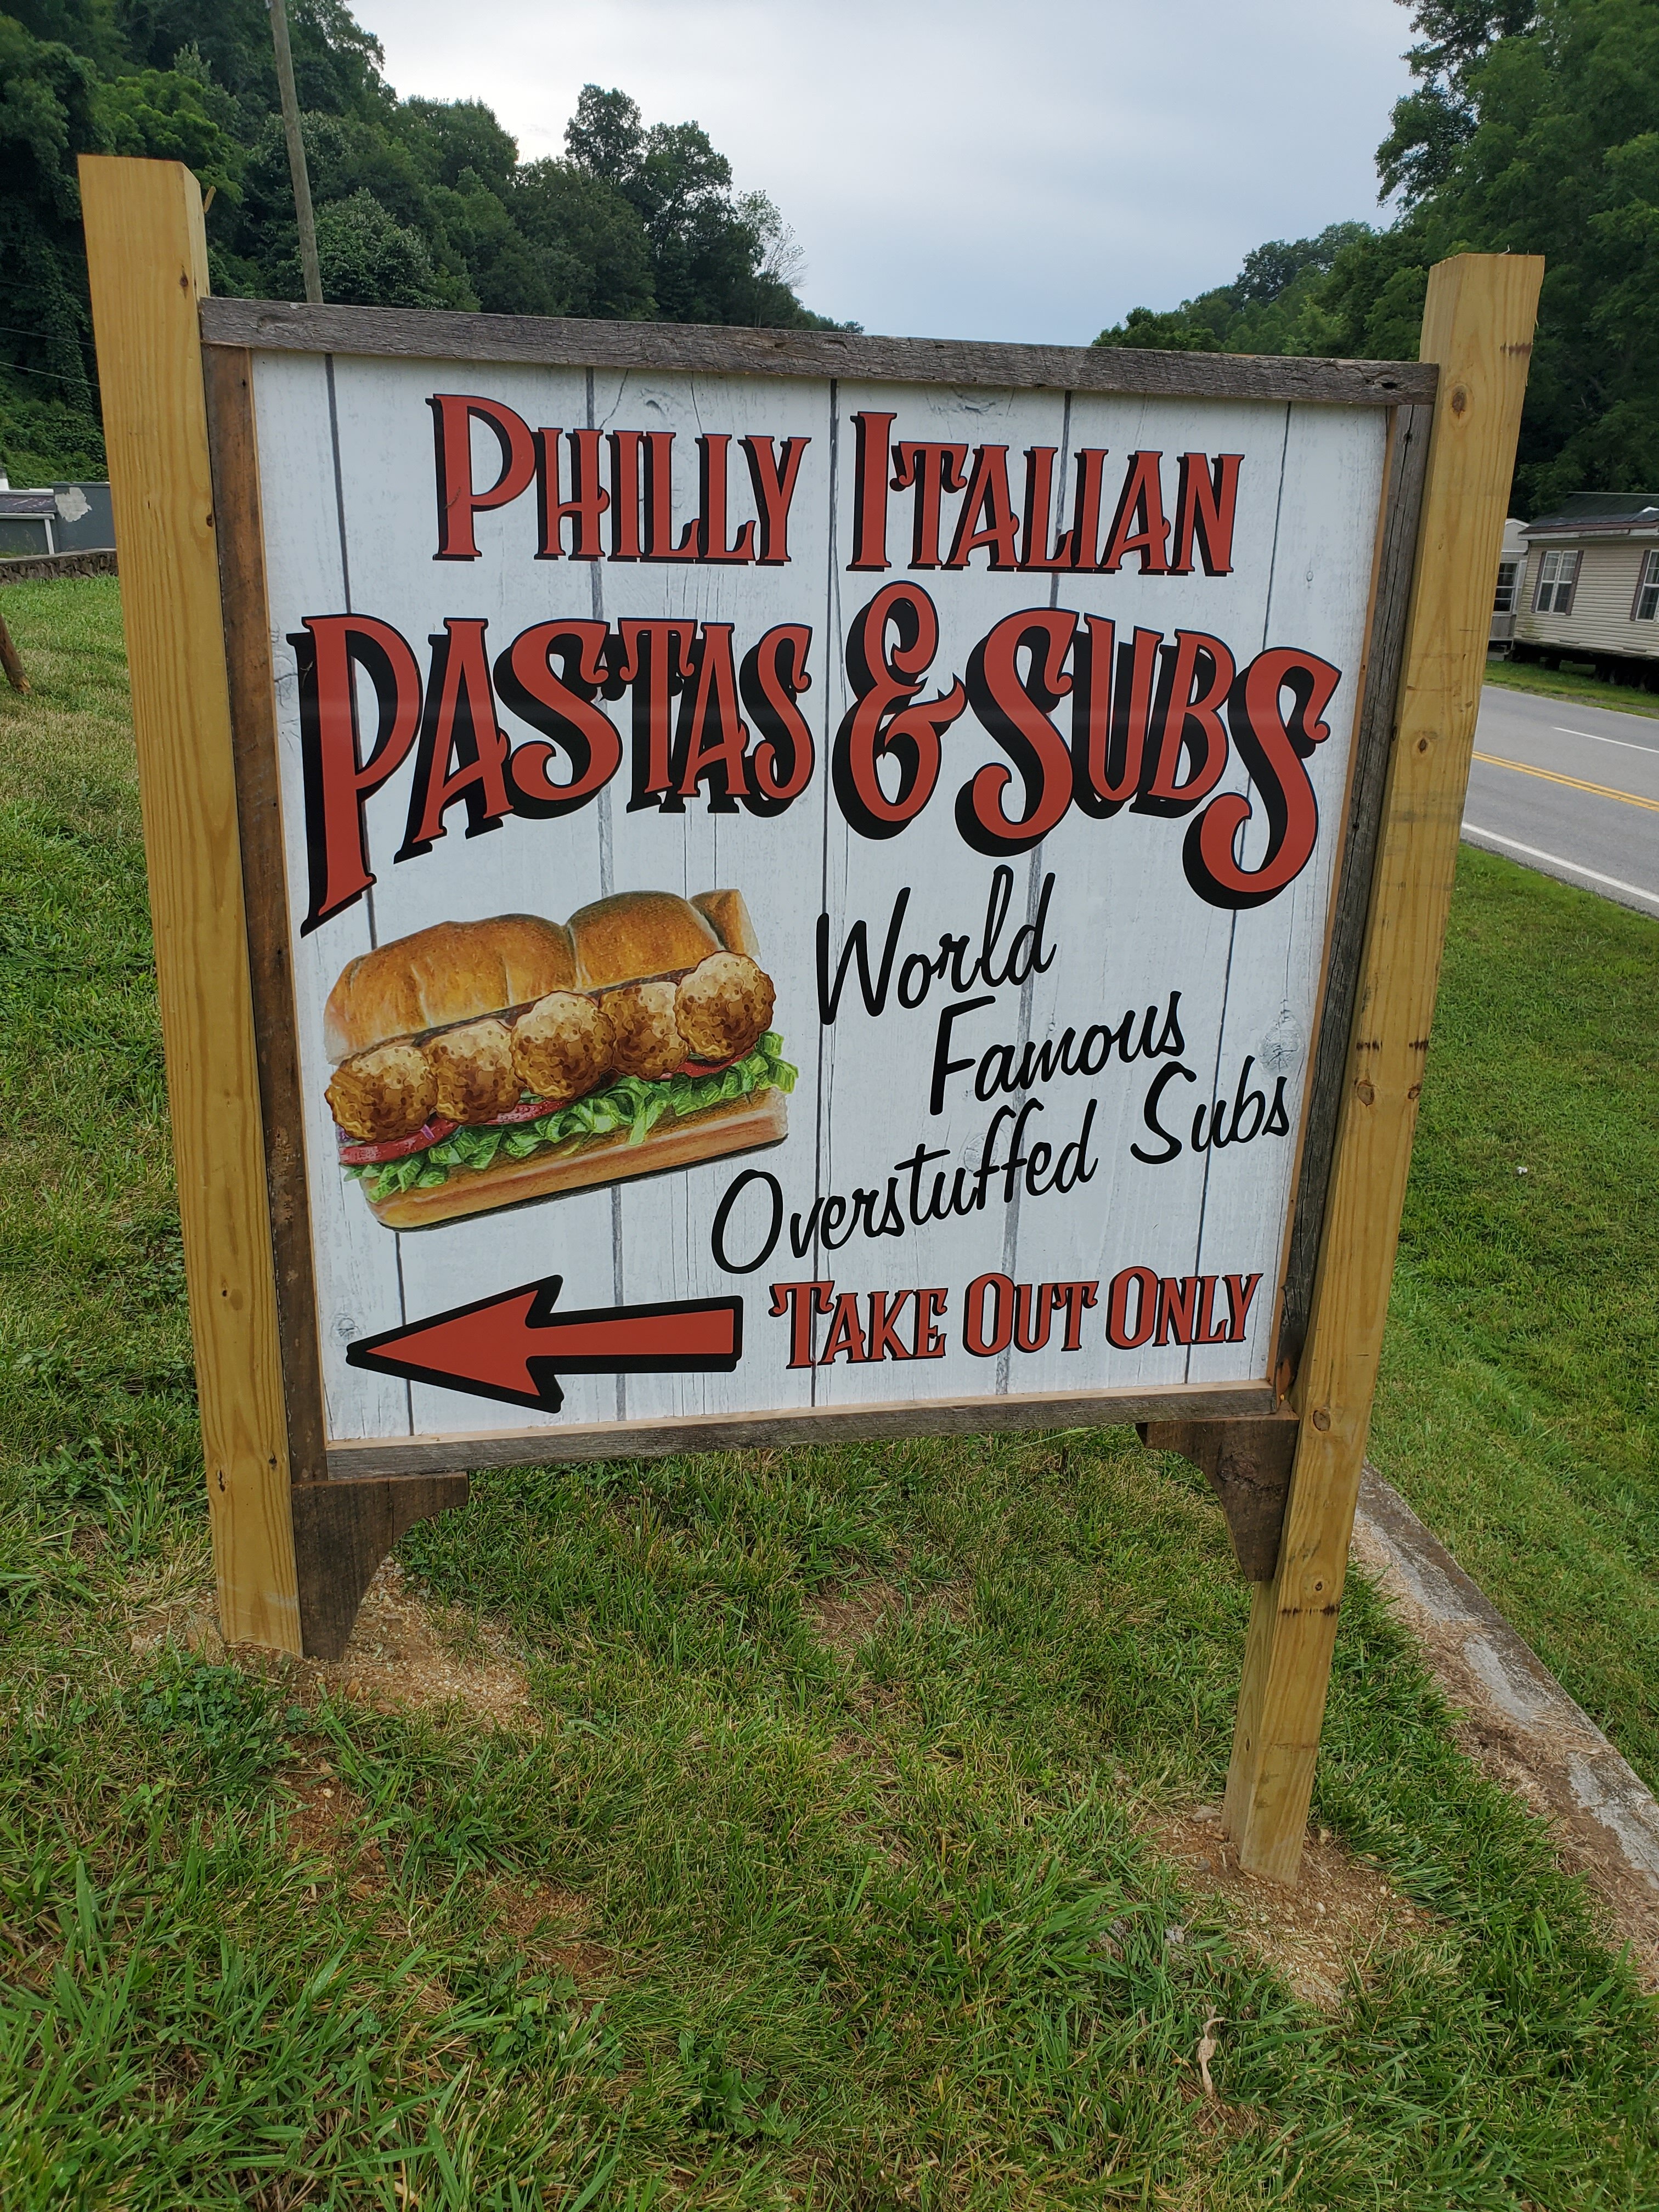 PHILLY ITALIAN
PASTAS & SUBS
World
Famous
Overstuffed Subs
TAKE OUT ONLY